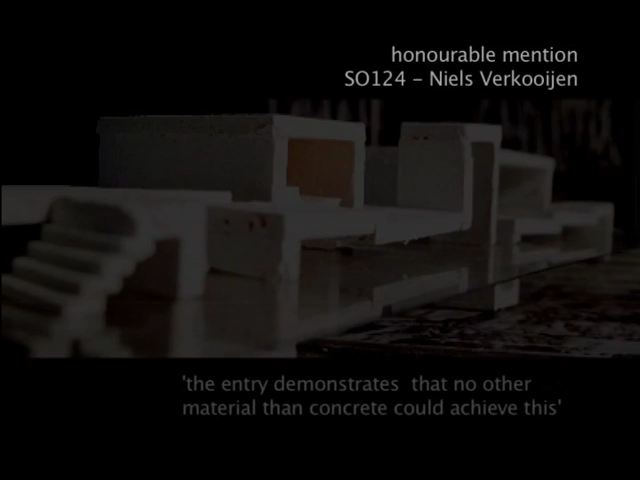 honourable mention
SO124 – Niels Verkooijen
'the entry demonstrates  that no other
material than concrete could achieve this'